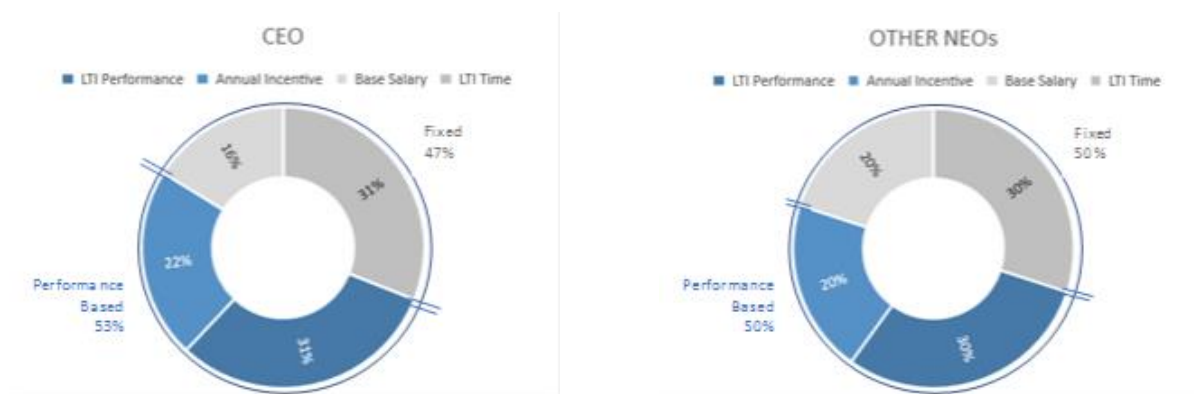 CEO
LTI Performance Annual Incentive Base Salary LTI Time
Fixed
47%
16%
31%
22%
Performance
Based
53%
31%
OTHER NEOs
LTI Performance Annual Incentive Base Salary LTI Time
Fixed
50%
20%
30%
20%
Performance
Based
50%
30%